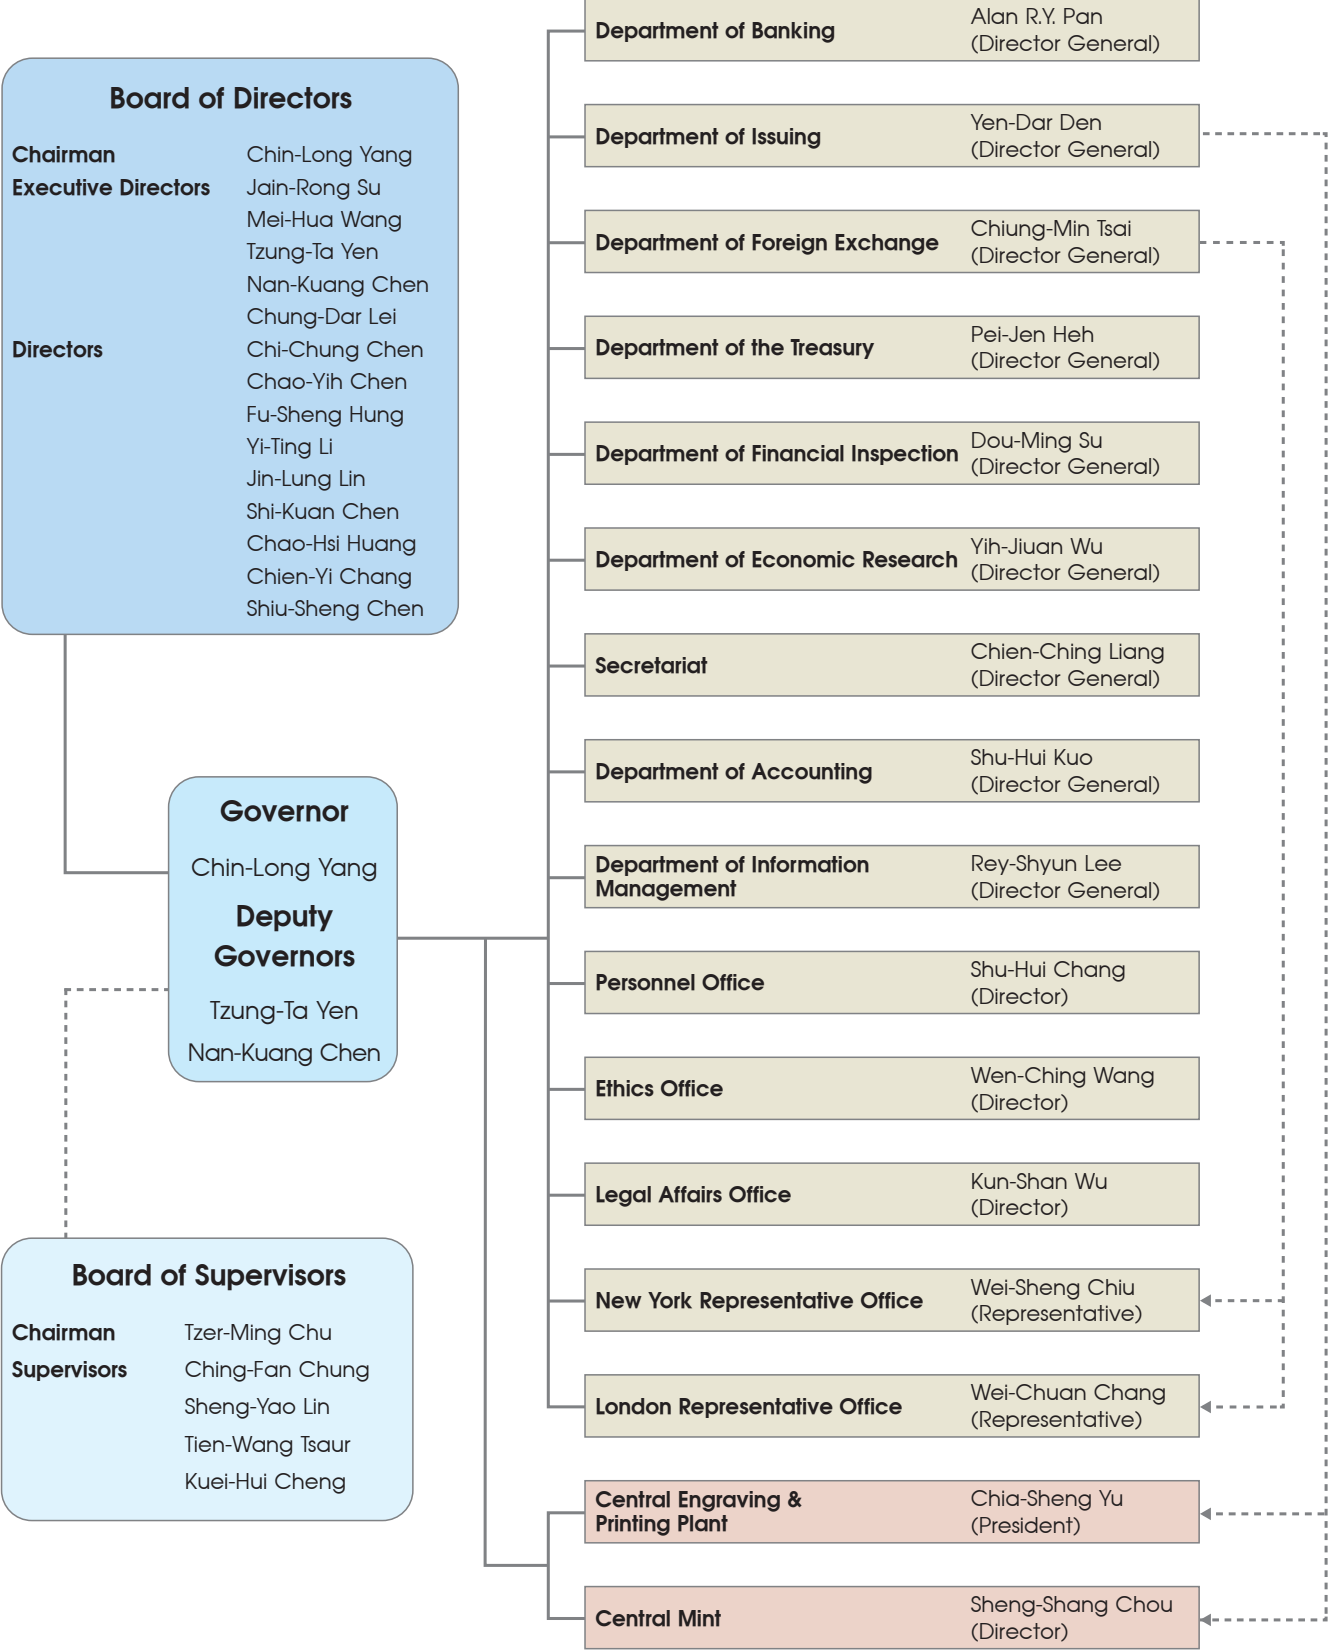 Board of Directors
Chairman Chin-Long Yang
Executive Directors Jain-Rong Su
Mei-Hua Wang
Tzung-Ta Yen
Nan-Kuang Chen
Chung-Dar Lei
Directors Chi-Chung Chen
Chao-Yih Chen
Fu-Sheng Hung
Yi-Ting Li
Jin-Lung Lin
Shi-Kuan Chen
Chao-Hsi Huang
Chien-Yi Chang
Shiu-Sheng Chen
Governor
Chin-Long Yang
Deputy
Governors
Tzung-Ta Yen
Nan-Kuang Chen
Board of Supervisors
Chairman Tzer-Ming Chu
Supervisors Ching-Fan Chung
Sheng-Yao Lin
Tien-Wang Tsaur
Kuei-Hui Cheng
Department of Banking
Alan R.Y. Pan
(Director General)
Department of Issuing
Yen-Dar Den
(Director General)
Department of Foreign Exchange
Chiung-Min Tsai
(Director General)
Department of the Treasury
Pei-Jen Heh
(Director General)
Department of Financial Inspection
Dou-Ming Su
(Director General)
Department of Economic Research
Yih-Jiuan Wu
(Director General)
Secretariat
Chien-Ching Liang
(Director General)
Department of Accounting
Shu-Hui Kuo
(Director General)
Department of Information
Management
Rey-Shyun Lee
(Director General)
Personnel Office
Shu-Hui Chang
(Director)
Ethics Office
Wen-Ching Wang
(Director)
Legal Affairs Office
Kun-Shan Wu
(Director)
New York Representative Office
Wei-Sheng Chiu
(Representative)
London Representative Office
Wei-Chuan Chang
(Representative)
Central Engraving &
Printing Plant
Chia-Sheng Yu
(President)
Central Mint
Sheng-Shang Chou
(Director)